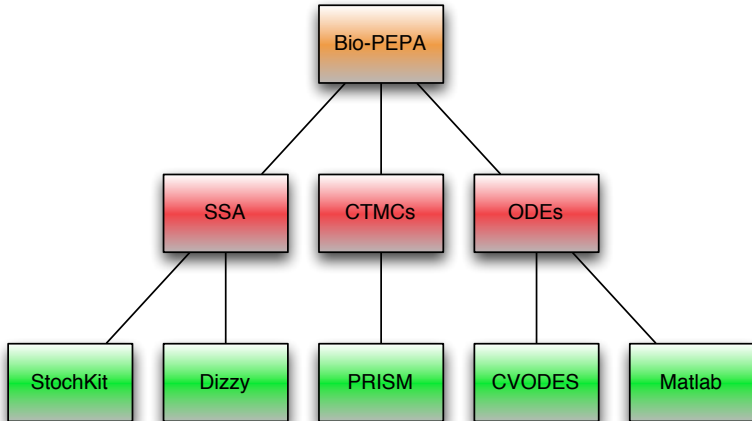 Bio-PEPA
SSA
CTMCs
ODEs
StochKit
Dizzy
PRISM
CVODES
Matlab